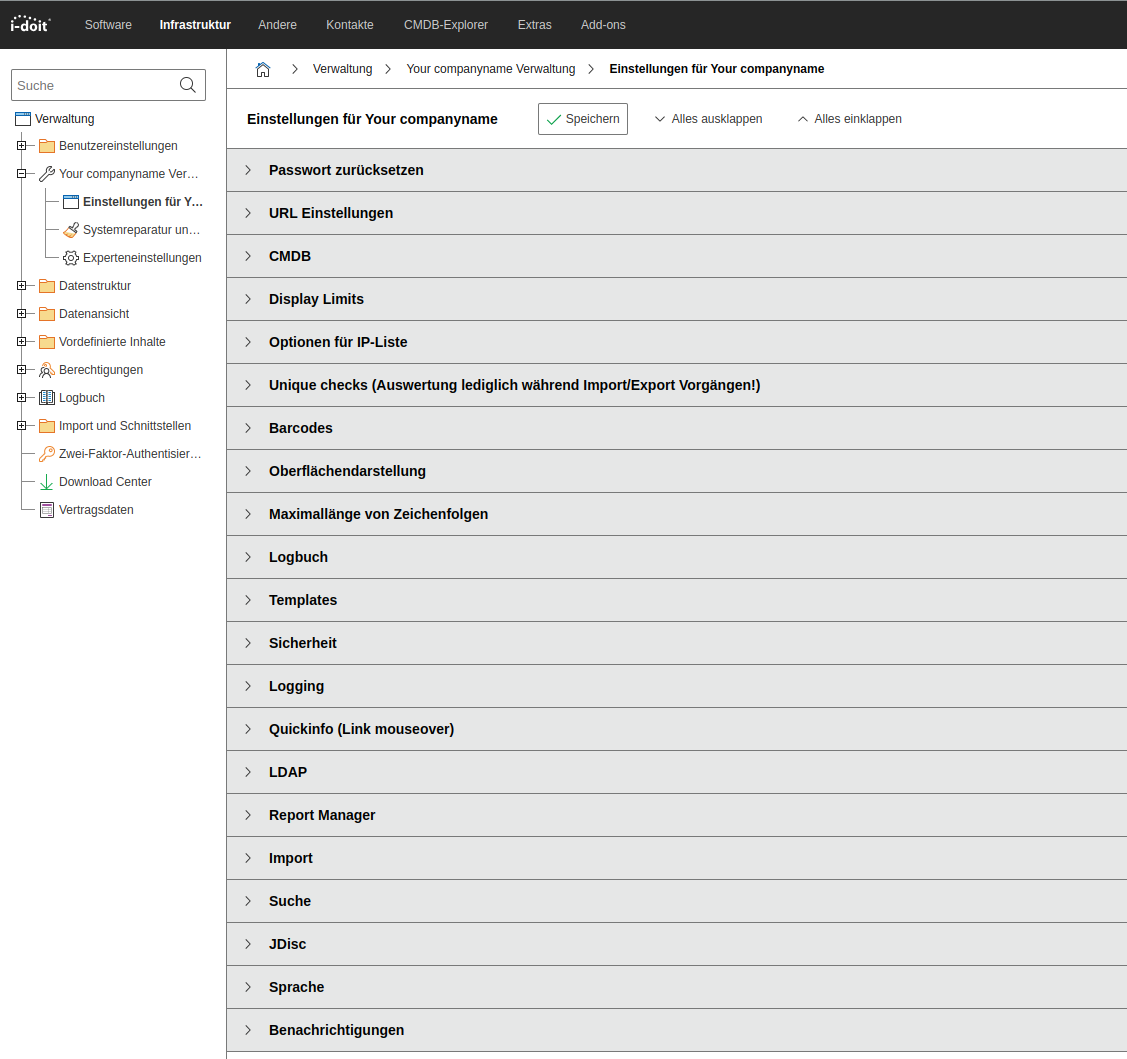 i-doit
Software Infrastruktur Andere Kontakte CMDB-Explorer Extras Add-ons
Suche
Verwaltung
Benutzereinstellungen
Your companyname Ver...
Einstellungen für Y...
Systemreparatur un...
Experteneinstellungen
Datenstruktur
Datenansicht
Vordefinierte Inhalte
Berechtigungen
Logbuch
Import und Schnittstellen
Zwei-Faktor-Authentisier...
Download Center
Vertragsdaten
Verwaltung Your companyname Verwaltung Einstellungen für Your companyname
Einstellungen für Your companyname Speichern Alles ausklappen Alles einklappen
Passwort zurücksetzen
URL Einstellungen
CMDB
Display Limits
Optionen für IP-Liste
Unique checks (Auswertung lediglich während Import/Export Vorgängen!)
Barcodes
Oberflächendarstellung
Maximallänge von Zeichenfolgen
Logbuch
Templates
Sicherheit
Logging
Quickinfo (Link mouseover)
LDAP
Report Manager
Import
Suche
JDisc
Sprache
Benachrichtigungen